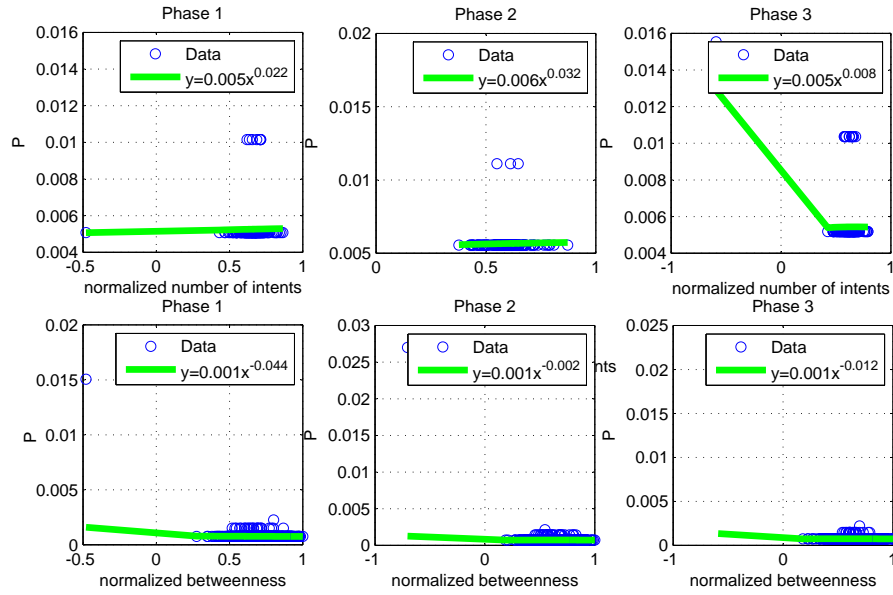 Phase 1
0.016
0.014
0.012
0.01
0.008
0.006
0.004
P
-0.5
0
0.5
1
normalized number of intents
Data
y=0.005x^0.022
Phase 2
0.02
0.015
0.01
0.005
P
0
0.5
1
Data
y=0.006x^0.032
Phase 3
0.016
0.014
0.012
0.01
0.008
0.006
0.004
P
-1
0
1
normalized number of intents
Data
y=0.005x^0.008
Phase 1
0.02
0.015
0.01
0.005
0
P
-0.5
0
0.5
1
normalized betweenness
Data
y=0.001x^-0.044
Phase 2
0.03
0.025
0.02
0.015
0.01
0.005
0
P
-1
0
1
normalized betweenness
Data
y=0.001x^-0.002
nts
Phase 3
0.025
0.02
0.015
0.01
0.005
0
P
-1
0
1
normalized betweenness
Data
y=0.001x^-0.012